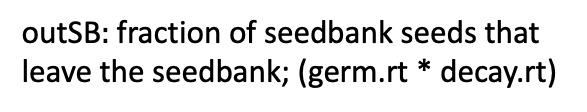 outSB: fraction of seedbank seeds that
leave the seedbank; (germ.rt * decay.rt)